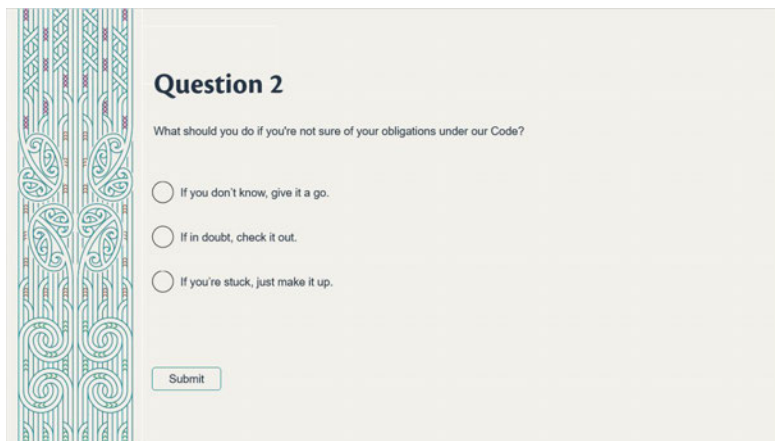 Question 2
What should you do if you're not sure of your obligations under our Code?
If you don't know, give it a go.
If in doubt, check it out.
If you're stuck, just make it up.
Submit